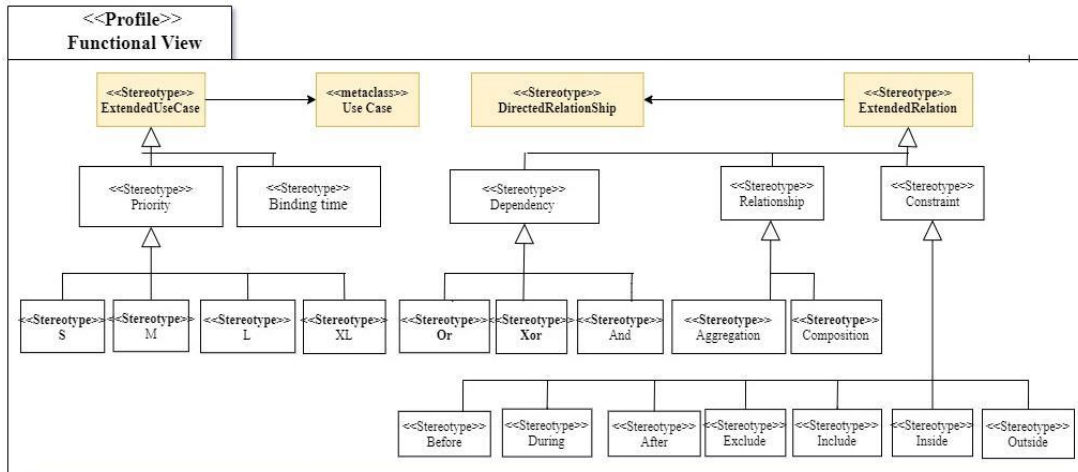 <<Profile>>
Functional View
<<Stereotype>>
ExtendedUseCase
<<metaclass>>
Use Case
<<Stereotype>>
DirectedRelationShip
<<Stereotype>>
ExtendedRelation
<<Stereotype>>
Priority
<<Stereotype>>
Binding time
<<Stereotype>>
Dependency
<<Stereotype>>
Relationship
<<Stereotype>>
Constraint
<<Stereotype>>
S
<<Stereotype>>
M
<<Stereotype>>
L
<<Stereotype>>
XL
<<Stereotype>>
Or
<<Stereotype>>
Xor
<<Stereotype>>
And
<<Stereotype>>
Aggregation
<<Stereotype>>
Composition
<<Stereotype>>
Before
<<Stereotype>>
During
<<Stereotype>>
After
<<Stereotype>>
Exclude
<<Stereotype>>
Include
<<Stereotype>>
Inside
<<Stereotype>>
Outside